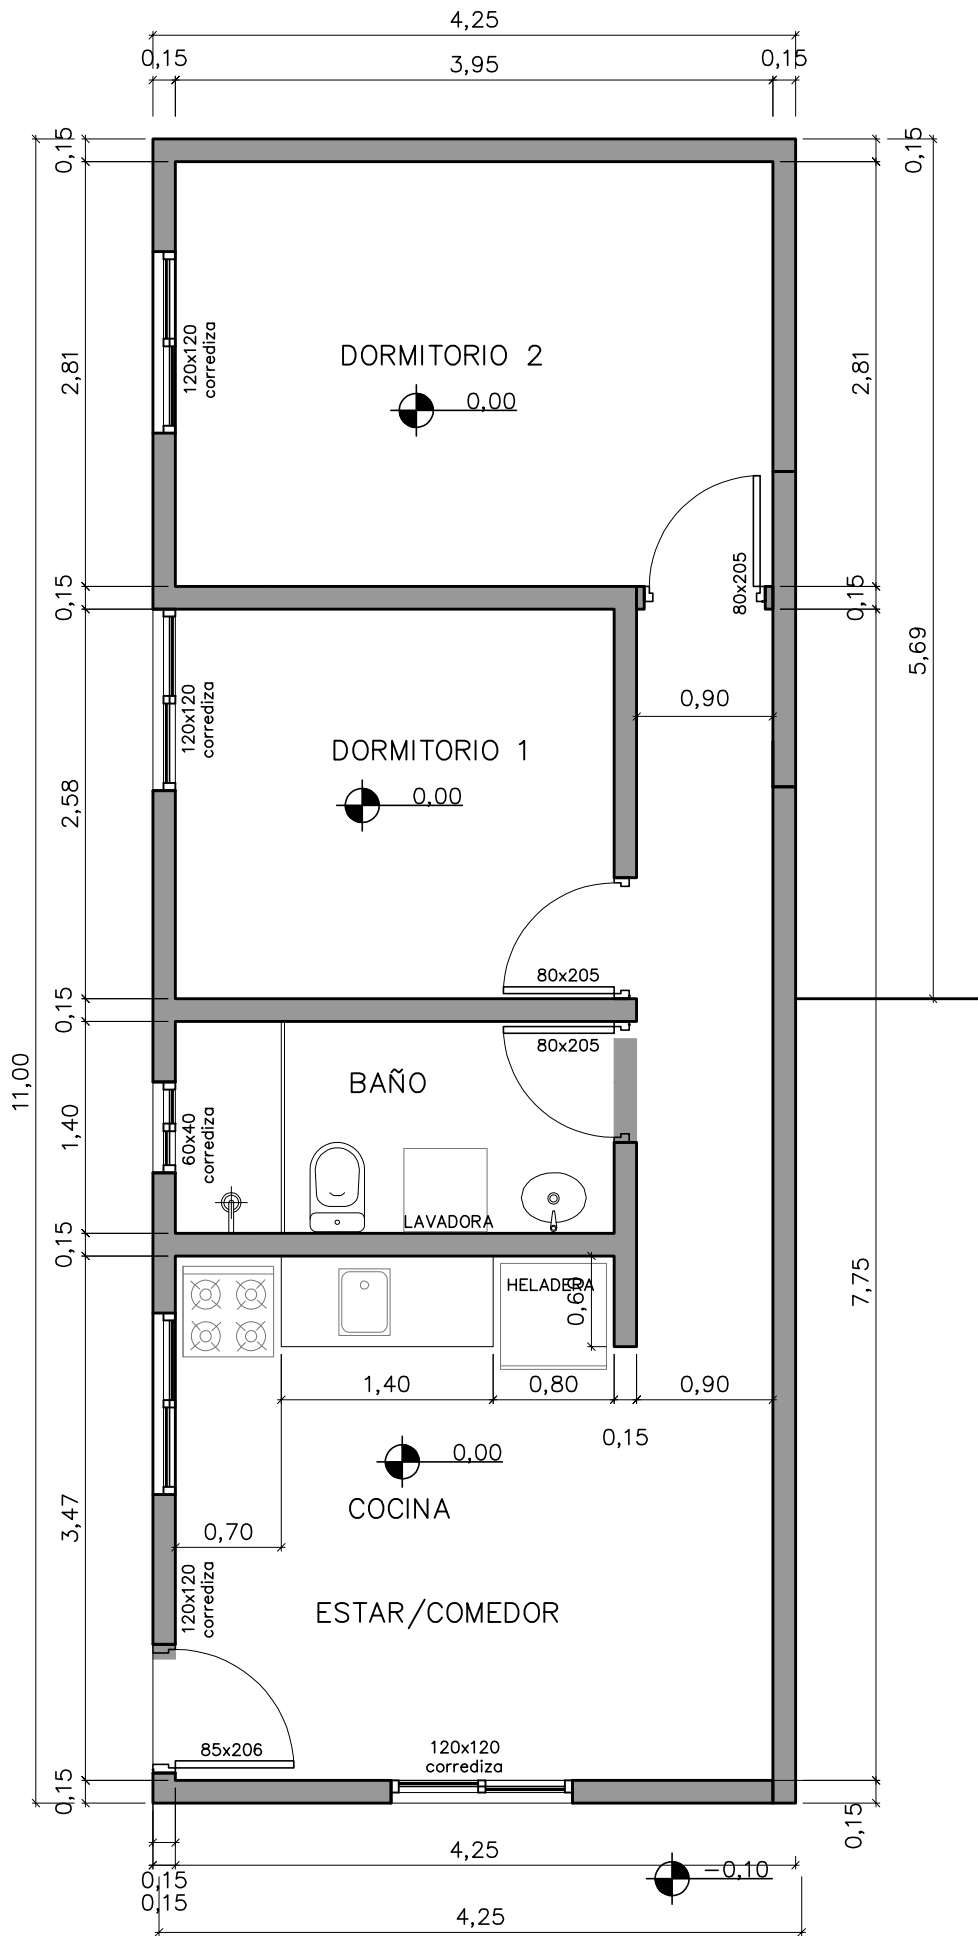 4,25
0,15
3,95
0,15
0,15
0,15
2,81
120x120
corrediza
DORMITORIO 2
0,00
2,81
0,15
80x205
0,15
5,69
0,90
120x120
corrediza
DORMITORIO 1
0,00
2,58
80x205
0,15
80x205
11,00
BAÑO
1,40
60x40
corrediza
LAVADORA
0,15
HELADERA
0,60
7,75
1,40
0,80
0,90
0,15
0,00
COCINA
3,47
0,70
120x120
corrediza
ESTAR/COMEDOR
85x206
120x120
corrediza
0,15
0,15
4,25
-0,10
0,15
0,15
4,25